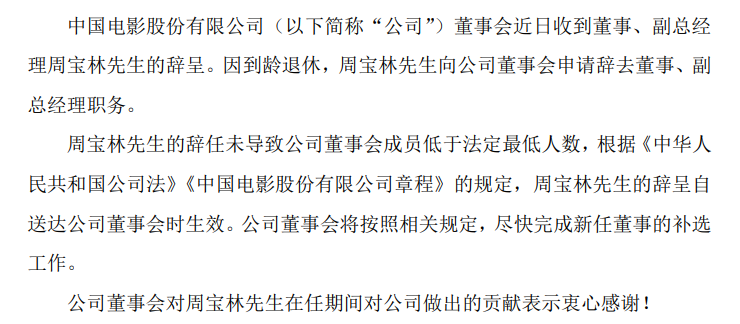 中国电影股份有限公司（以下简称“公司”）董事会近日收到董事、副总经
理周宝林先生的辞呈。因到龄退休，周宝林先生向公司董事会申请辞去董事、副
总经理职务。
周宝林先生的辞任未导致公司董事会成员低于法定最低人数，根据《中华人
民共和国公司法》《中国电影股份有限公司章程》的规定，周宝林先生的辞呈自
送达公司董事会时生效。公司董事会将按照相关规定，尽快完成新任董事的补选
工作。
公司董事会对周宝林先生在任期间对公司做出的贡献表示衷心感谢！